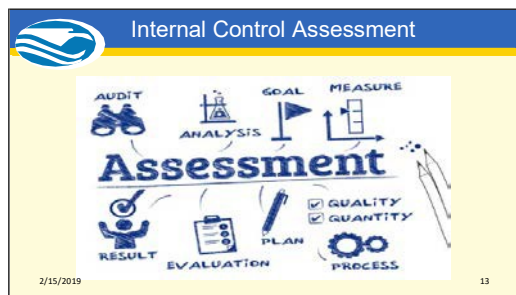 Internal Control Assessment
AUDIT
ANALYSIS
GOAL
MEASURE
Assessment
RESULT
EVALUATION
PLAN
QUALITY
QUANTITY
PROCESS
2/15/2019
13